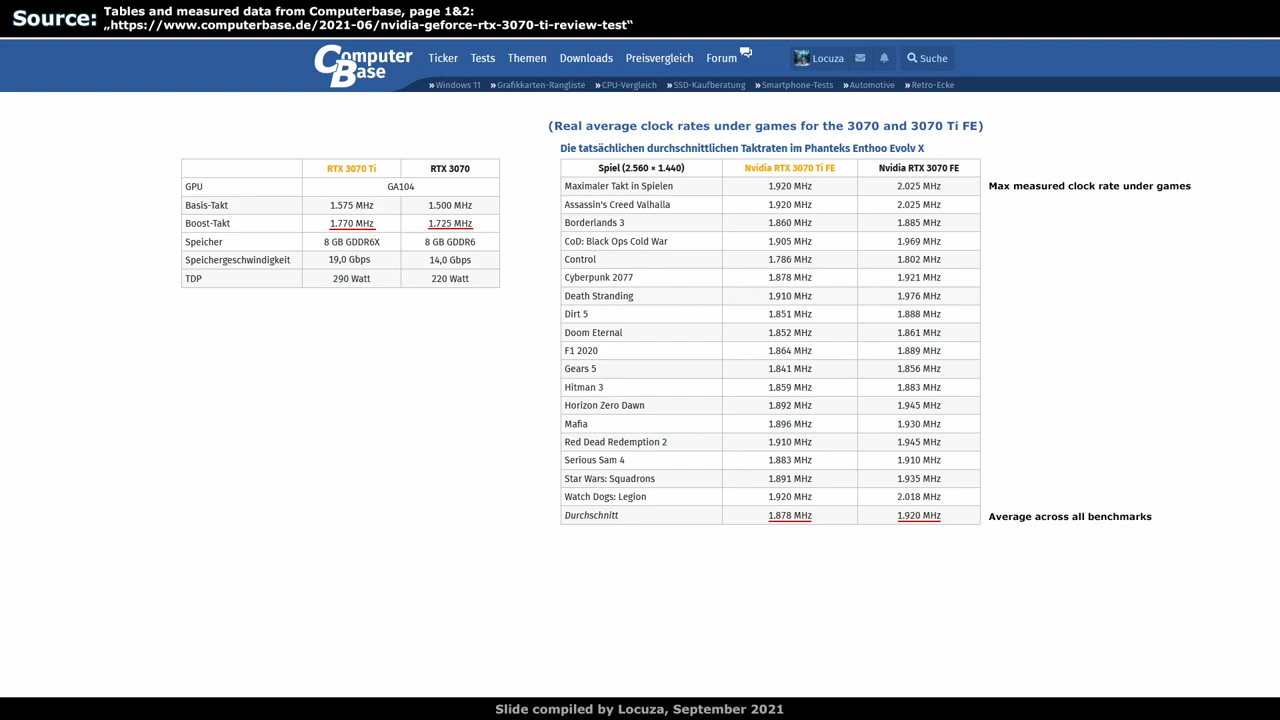 Source: Tables and measured data from Computerbase, page 1&2:
„https://www.computerbase.de/2021-06/nvidia-geforce-rtx-3070-ti-review-test“
Computer Base Ticker Tests Themen Downloads Preisvergleich Forum Locuza Suche
»Windows 11 »Grafikkarten-Rangliste »CPU-Vergleich »SSD-Kaufberatung »Smartphone-Tests »Automotive »Retro-Ecke
RTX 3070 Ti RTX 3070
GPU GA104
Basis-Takt 1.575 MHz 1.500 MHz
Boost-Takt 1.770 MHz 1.725 MHz
Speicher 8 GB GDDR6X 8 GB GDDR6
Speichergeschwindigkeit 19,0 Gbps 14,0 Gbps
TDP 290 Watt 220 Watt
(Real average clock rates under games for the 3070 and 3070 Ti FE)
Die tatsächlichen durchschnittlichen Taktraten im Phanteks Enthoo Evolv X
Spiel (2.560 × 1.440) Nvidia RTX 3070 Ti FE Nvidia RTX 3070 FE
Maximaler Takt in Spielen 1.920 MHz 2.025 MHz Max measured clock rate under games
Assassin's Creed Valhalla 1.920 MHz 2.025 MHz
Borderlands 3 1.860 MHz 1.885 MHz
CoD: Black Ops Cold War 1.905 MHz 1.969 MHz
Control 1.786 MHz 1.802 MHz
Cyberpunk 2077 1.878 MHz 1.921 MHz
Death Stranding 1.910 MHz 1.976 MHz
Dirt 5 1.851 MHz 1.888 MHz
Doom Eternal 1.852 MHz 1.861 MHz
F1 2020 1.864 MHz 1.889 MHz
Gears 5 1.841 MHz 1.856 MHz
Hitman 3 1.859 MHz 1.883 MHz
Horizon Zero Dawn 1.892 MHz 1.945 MHz
Mafia 1.896 MHz 1.930 MHz
Red Dead Redemption 2 1.910 MHz 1.945 MHz
Serious Sam 4 1.883 MHz 1.910 MHz
Star Wars: Squadrons 1.891 MHz 1.935 MHz
Watch Dogs: Legion 1.920 MHz 2.018 MHz
Durchschnitt 1.878 MHz 1.920 MHz Average across all benchmarks
Slide compiled by Locuza, September 2021